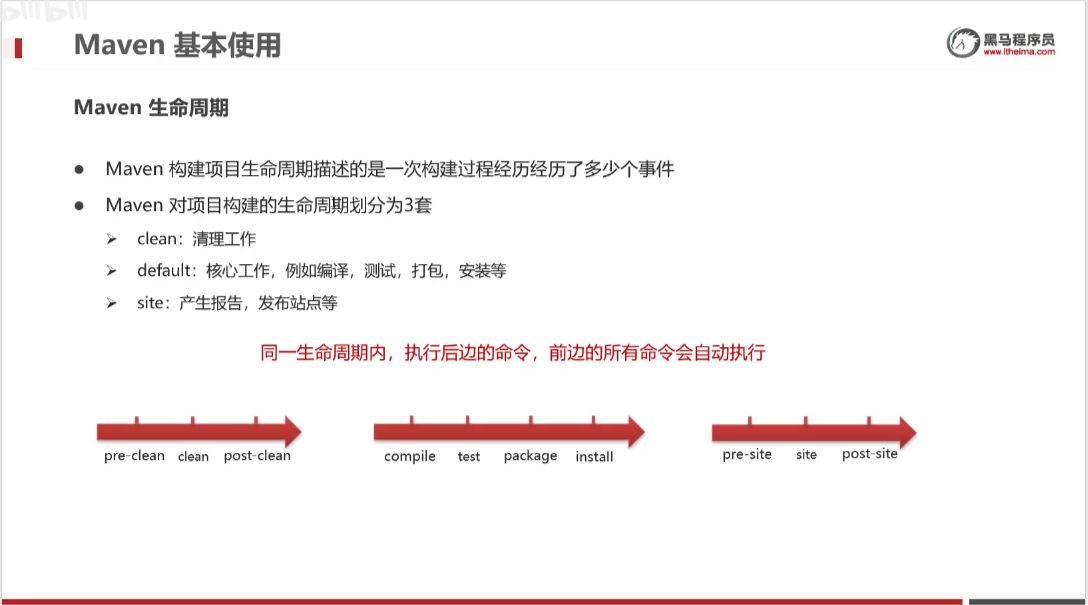 Maven 基本使用
黑马程序员
www.itheima.com
Maven 生命周期
● Maven 构建项目生命周期描述的是一次构建过程经历经历了多少个事件
● Maven 对项目构建的生命周期划分为3套
➢ clean：清理工作
➢ default：核心工作，例如编译，测试，打包，安装等
➢ site：产生报告，发布站点等
同一生命周期内，执行后边的命令，前边的所有命令会自动执行
pre-clean clean post-clean
compile test package install
pre-site site post-site